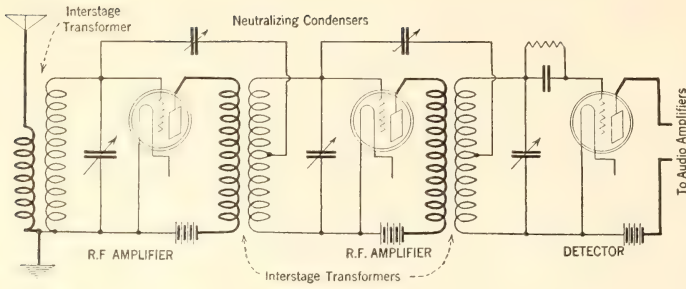 Interstage
Transformer
Neutralizing Condensers
To Audio Amplifiers
R.F AMPLIFIER
R.F. AMPLIFIER
DETECTOR
Interstage Transformers